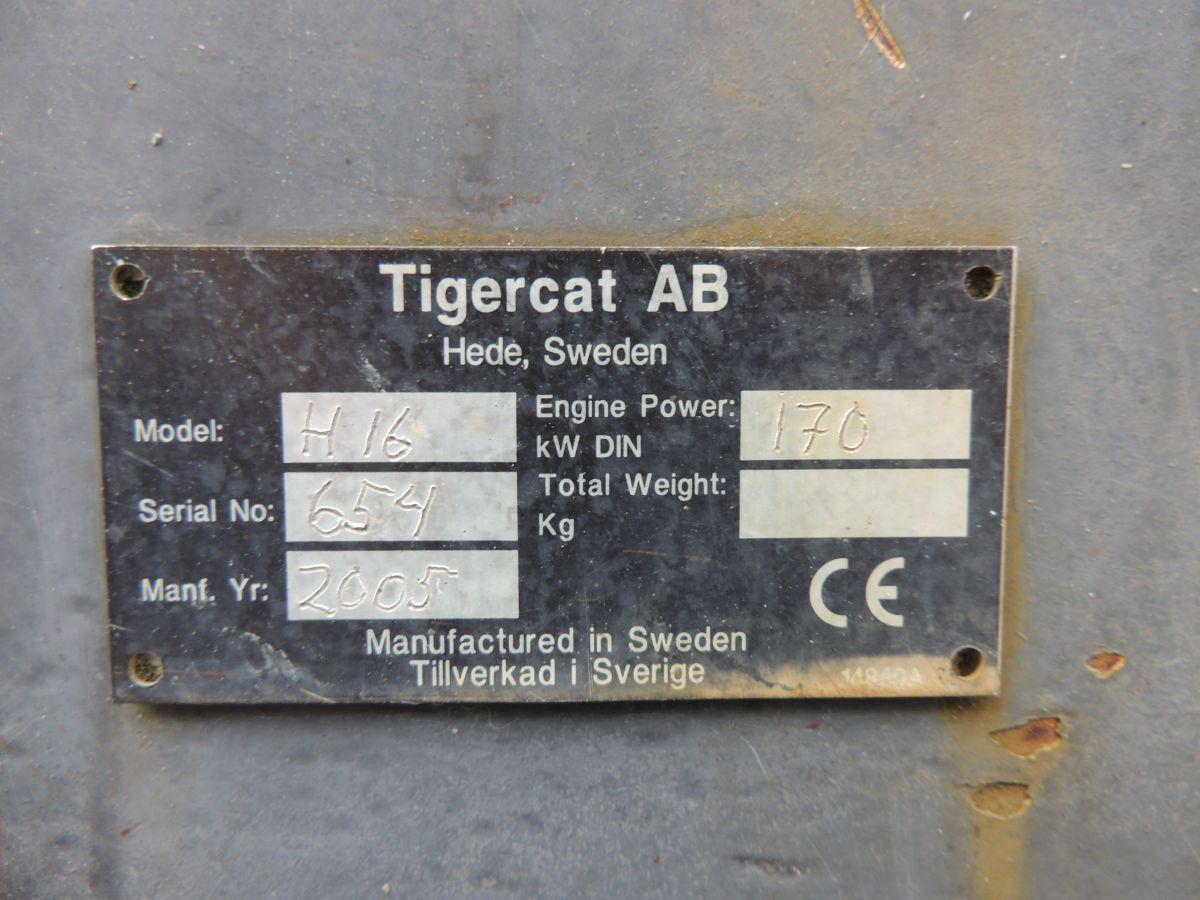 Tigercat AB
Hede, Sweden
Model: H 16
Engine Power: 170
kW DIN
Serial No: 654
Total Weight:
Kg
Manf. Yr: 2005
CE
Manufactured in Sweden
Tillverkad i Sverige